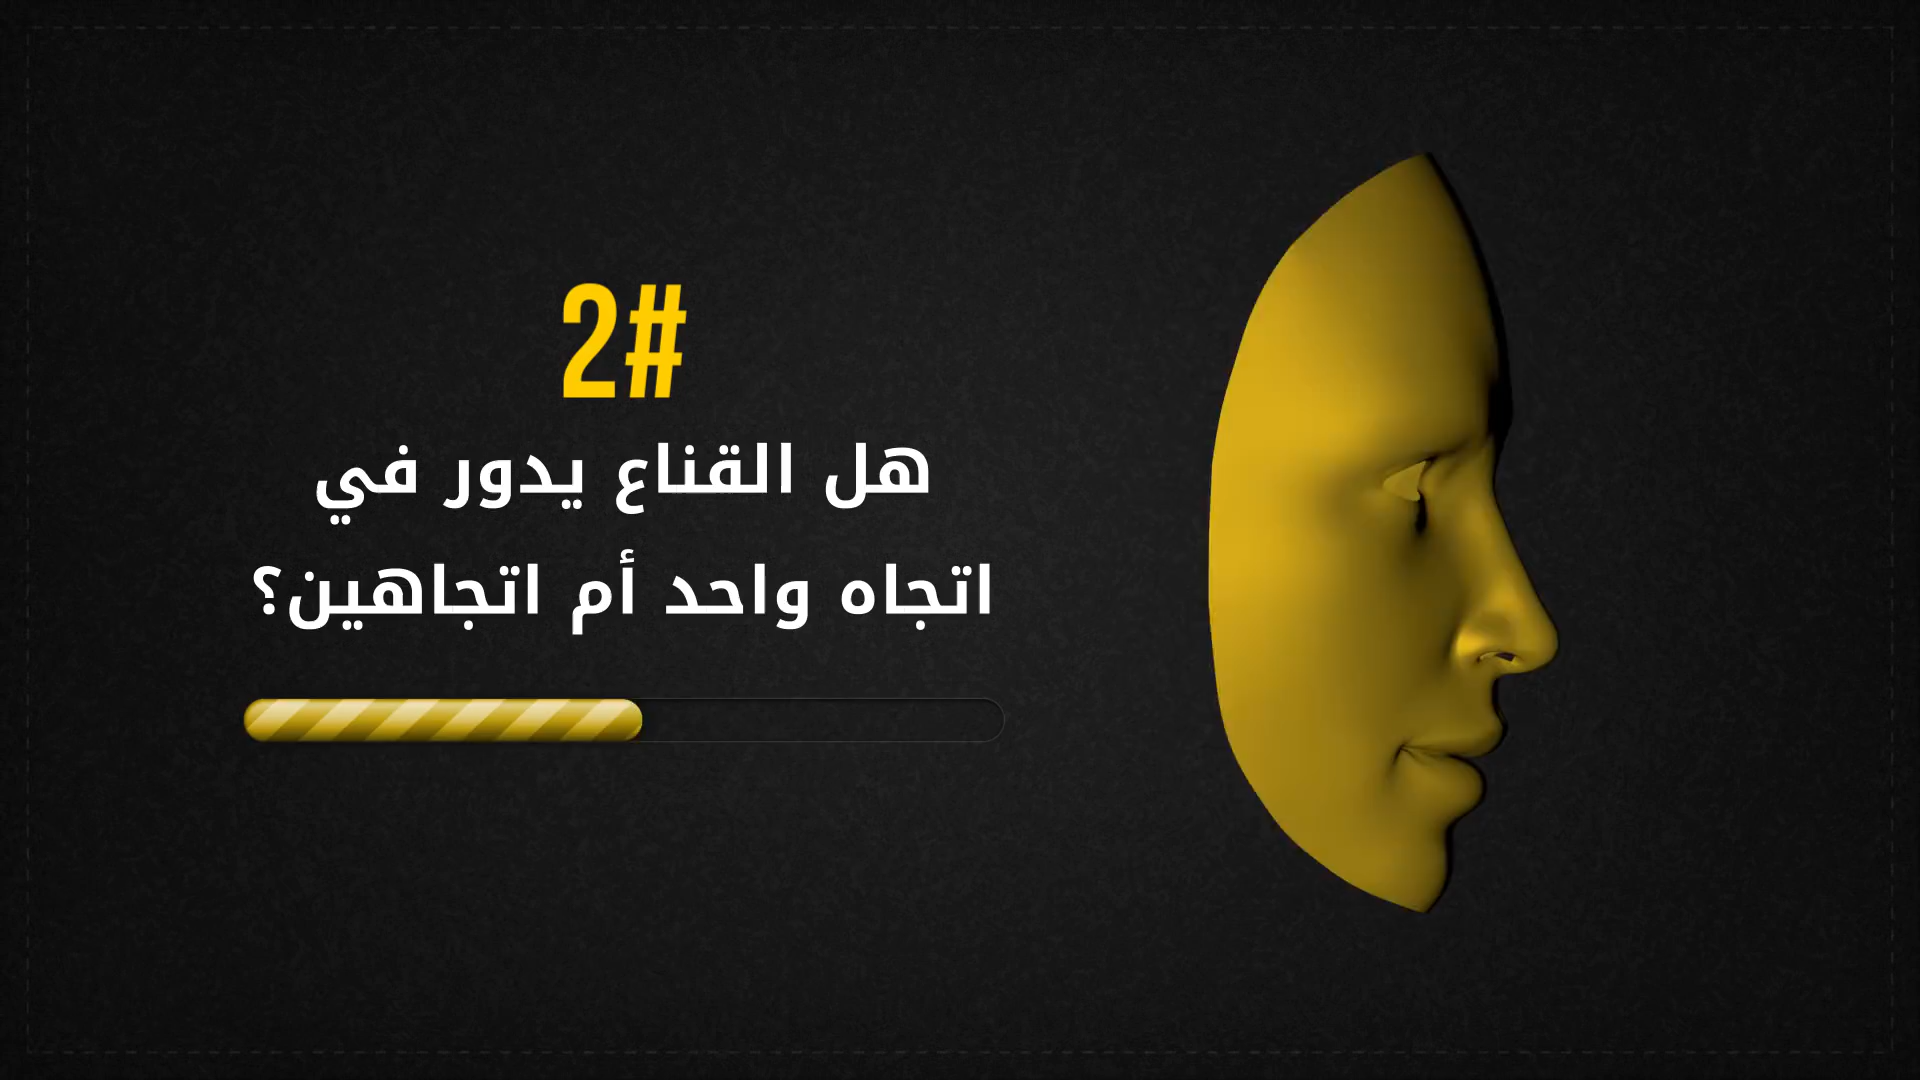 #2
هل القناع يدور في
اتجاه واحد أم اتجاهين؟